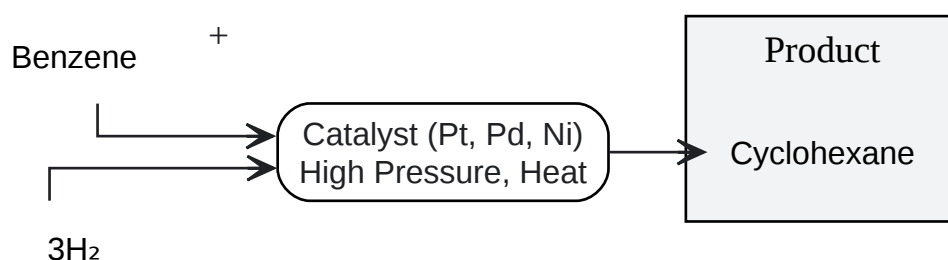 Benzene
+
3H₂
Catalyst (Pt, Pd, Ni)
High Pressure, Heat
Product
Cyclohexane